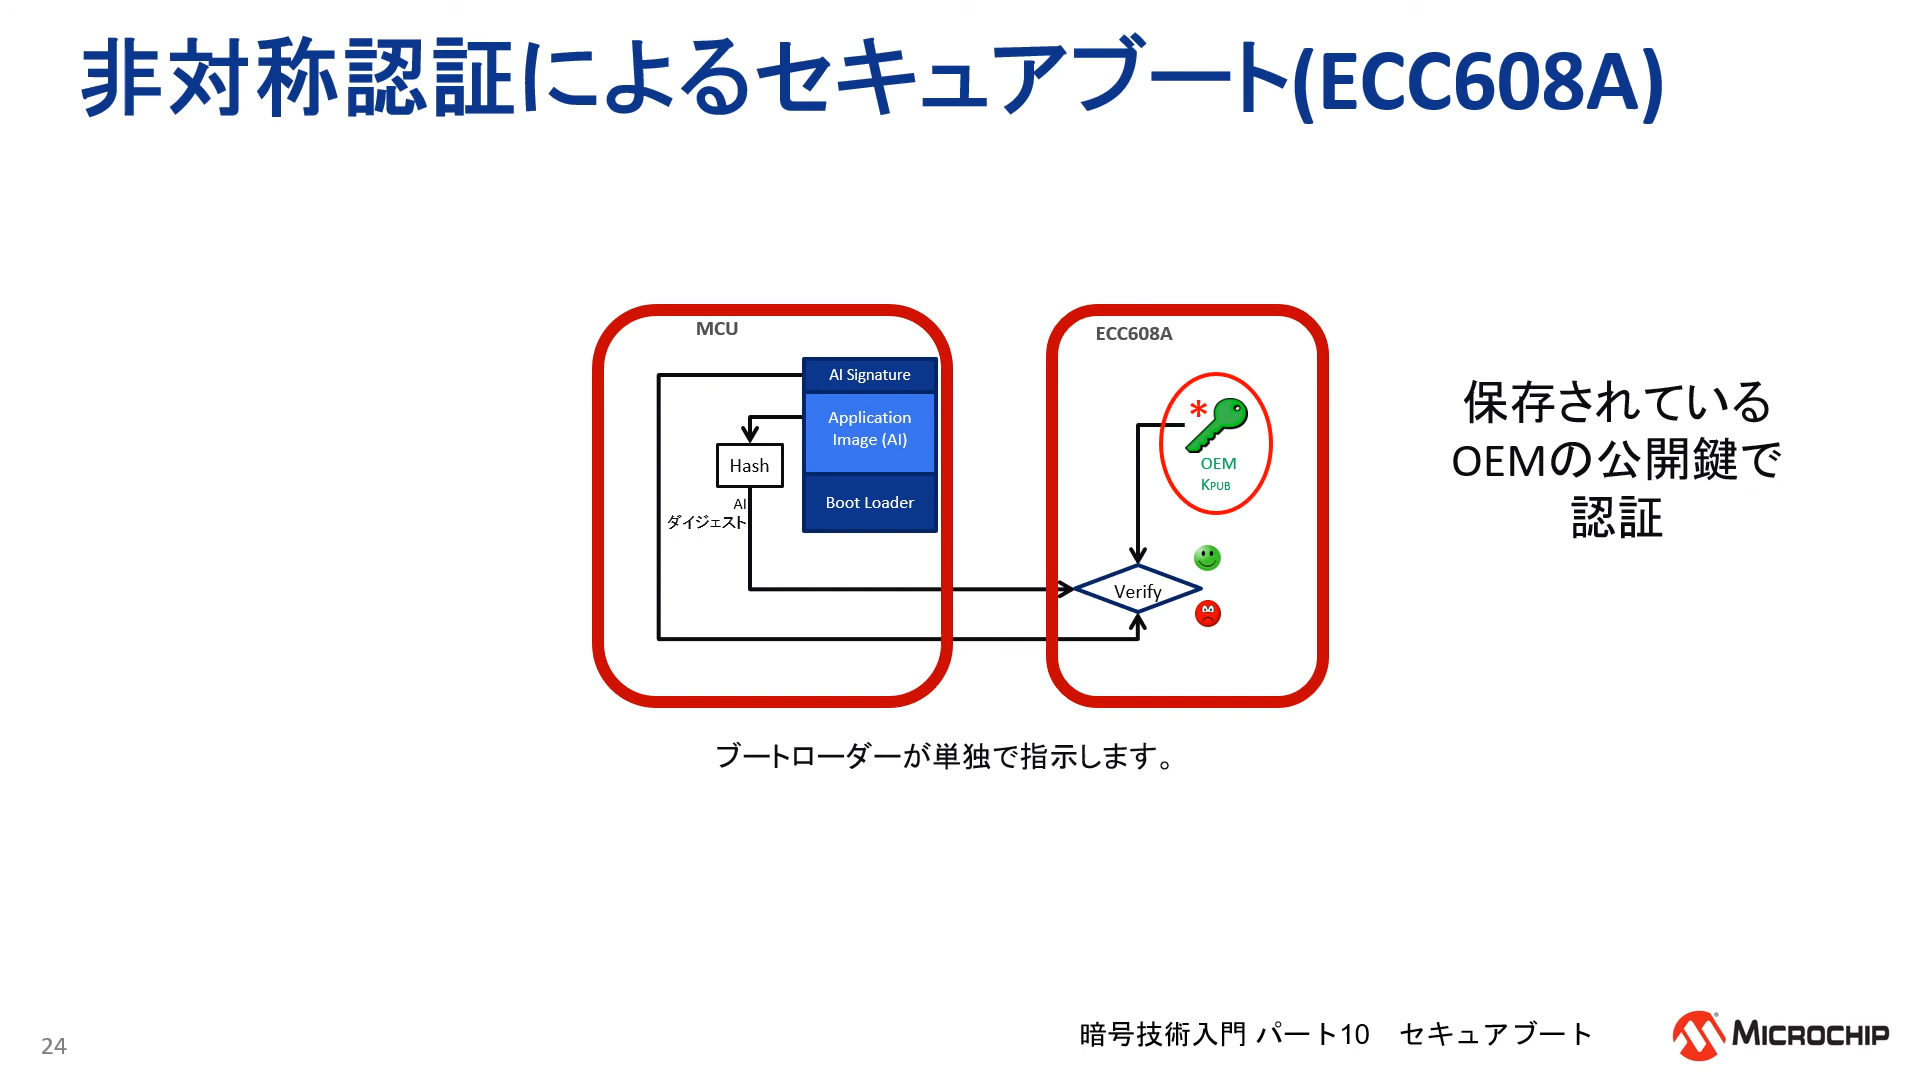 非対称認証によるセキュアブート(ECC608A)
MCU
AI Signature
Application
Image (AI)
Boot Loader
Hash
AI
ダイジェスト
ECC608A
*
OEM
KPUB
Verify
保存されている
OEMの公開鍵で
認証
ブートローダーが単独で指示します。
24
暗号技術入門 パート10　セキュアブート
MICROCHIP